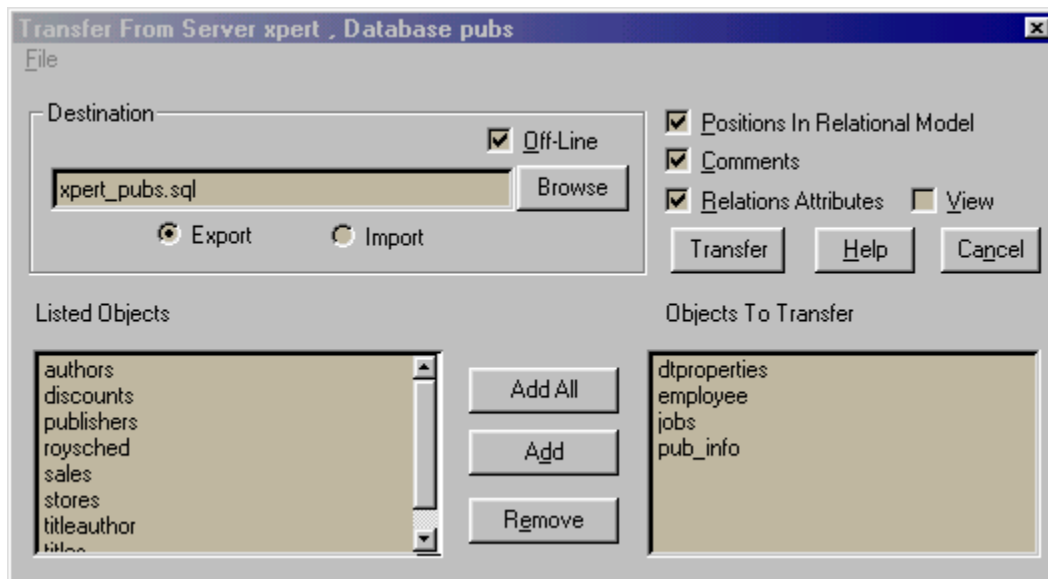 Transfer From Server xpert , Database pubs
File
Destination
Off-Line
xpert_pubs.sql
Browse
Export
Import
Positions In Relational Model
Comments
Relations Attributes
View
Transfer
Help
Cancel
Listed Objects
authors
discounts
publishers
roysched
sales
stores
titleauthor
titles
Add All
Add
Remove
Objects To Transfer
dtproperties
employee
jobs
pub_info